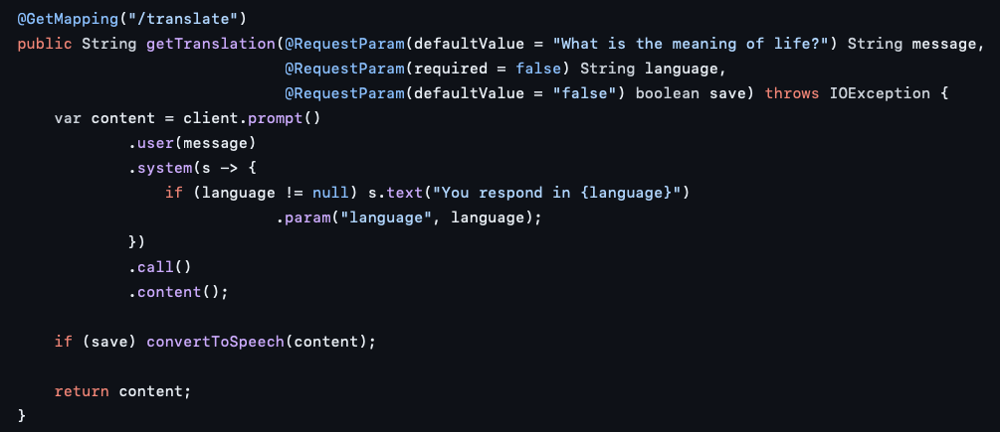 @GetMapping("/translate")
public String getTranslation(@RequestParam(defaultValue = "What is the meaning of life?") String message,
                             @RequestParam(required = false) String language,
                             @RequestParam(defaultValue = "false") boolean save) throws IOException {
    var content = client.prompt()
            .user(message)
            .system(s -> {
                if (language != null) s.text("You respond in {language}")
                            .param("language", language);
            })
            .call()
            .content();

    if (save) convertToSpeech(content);

    return content;
}